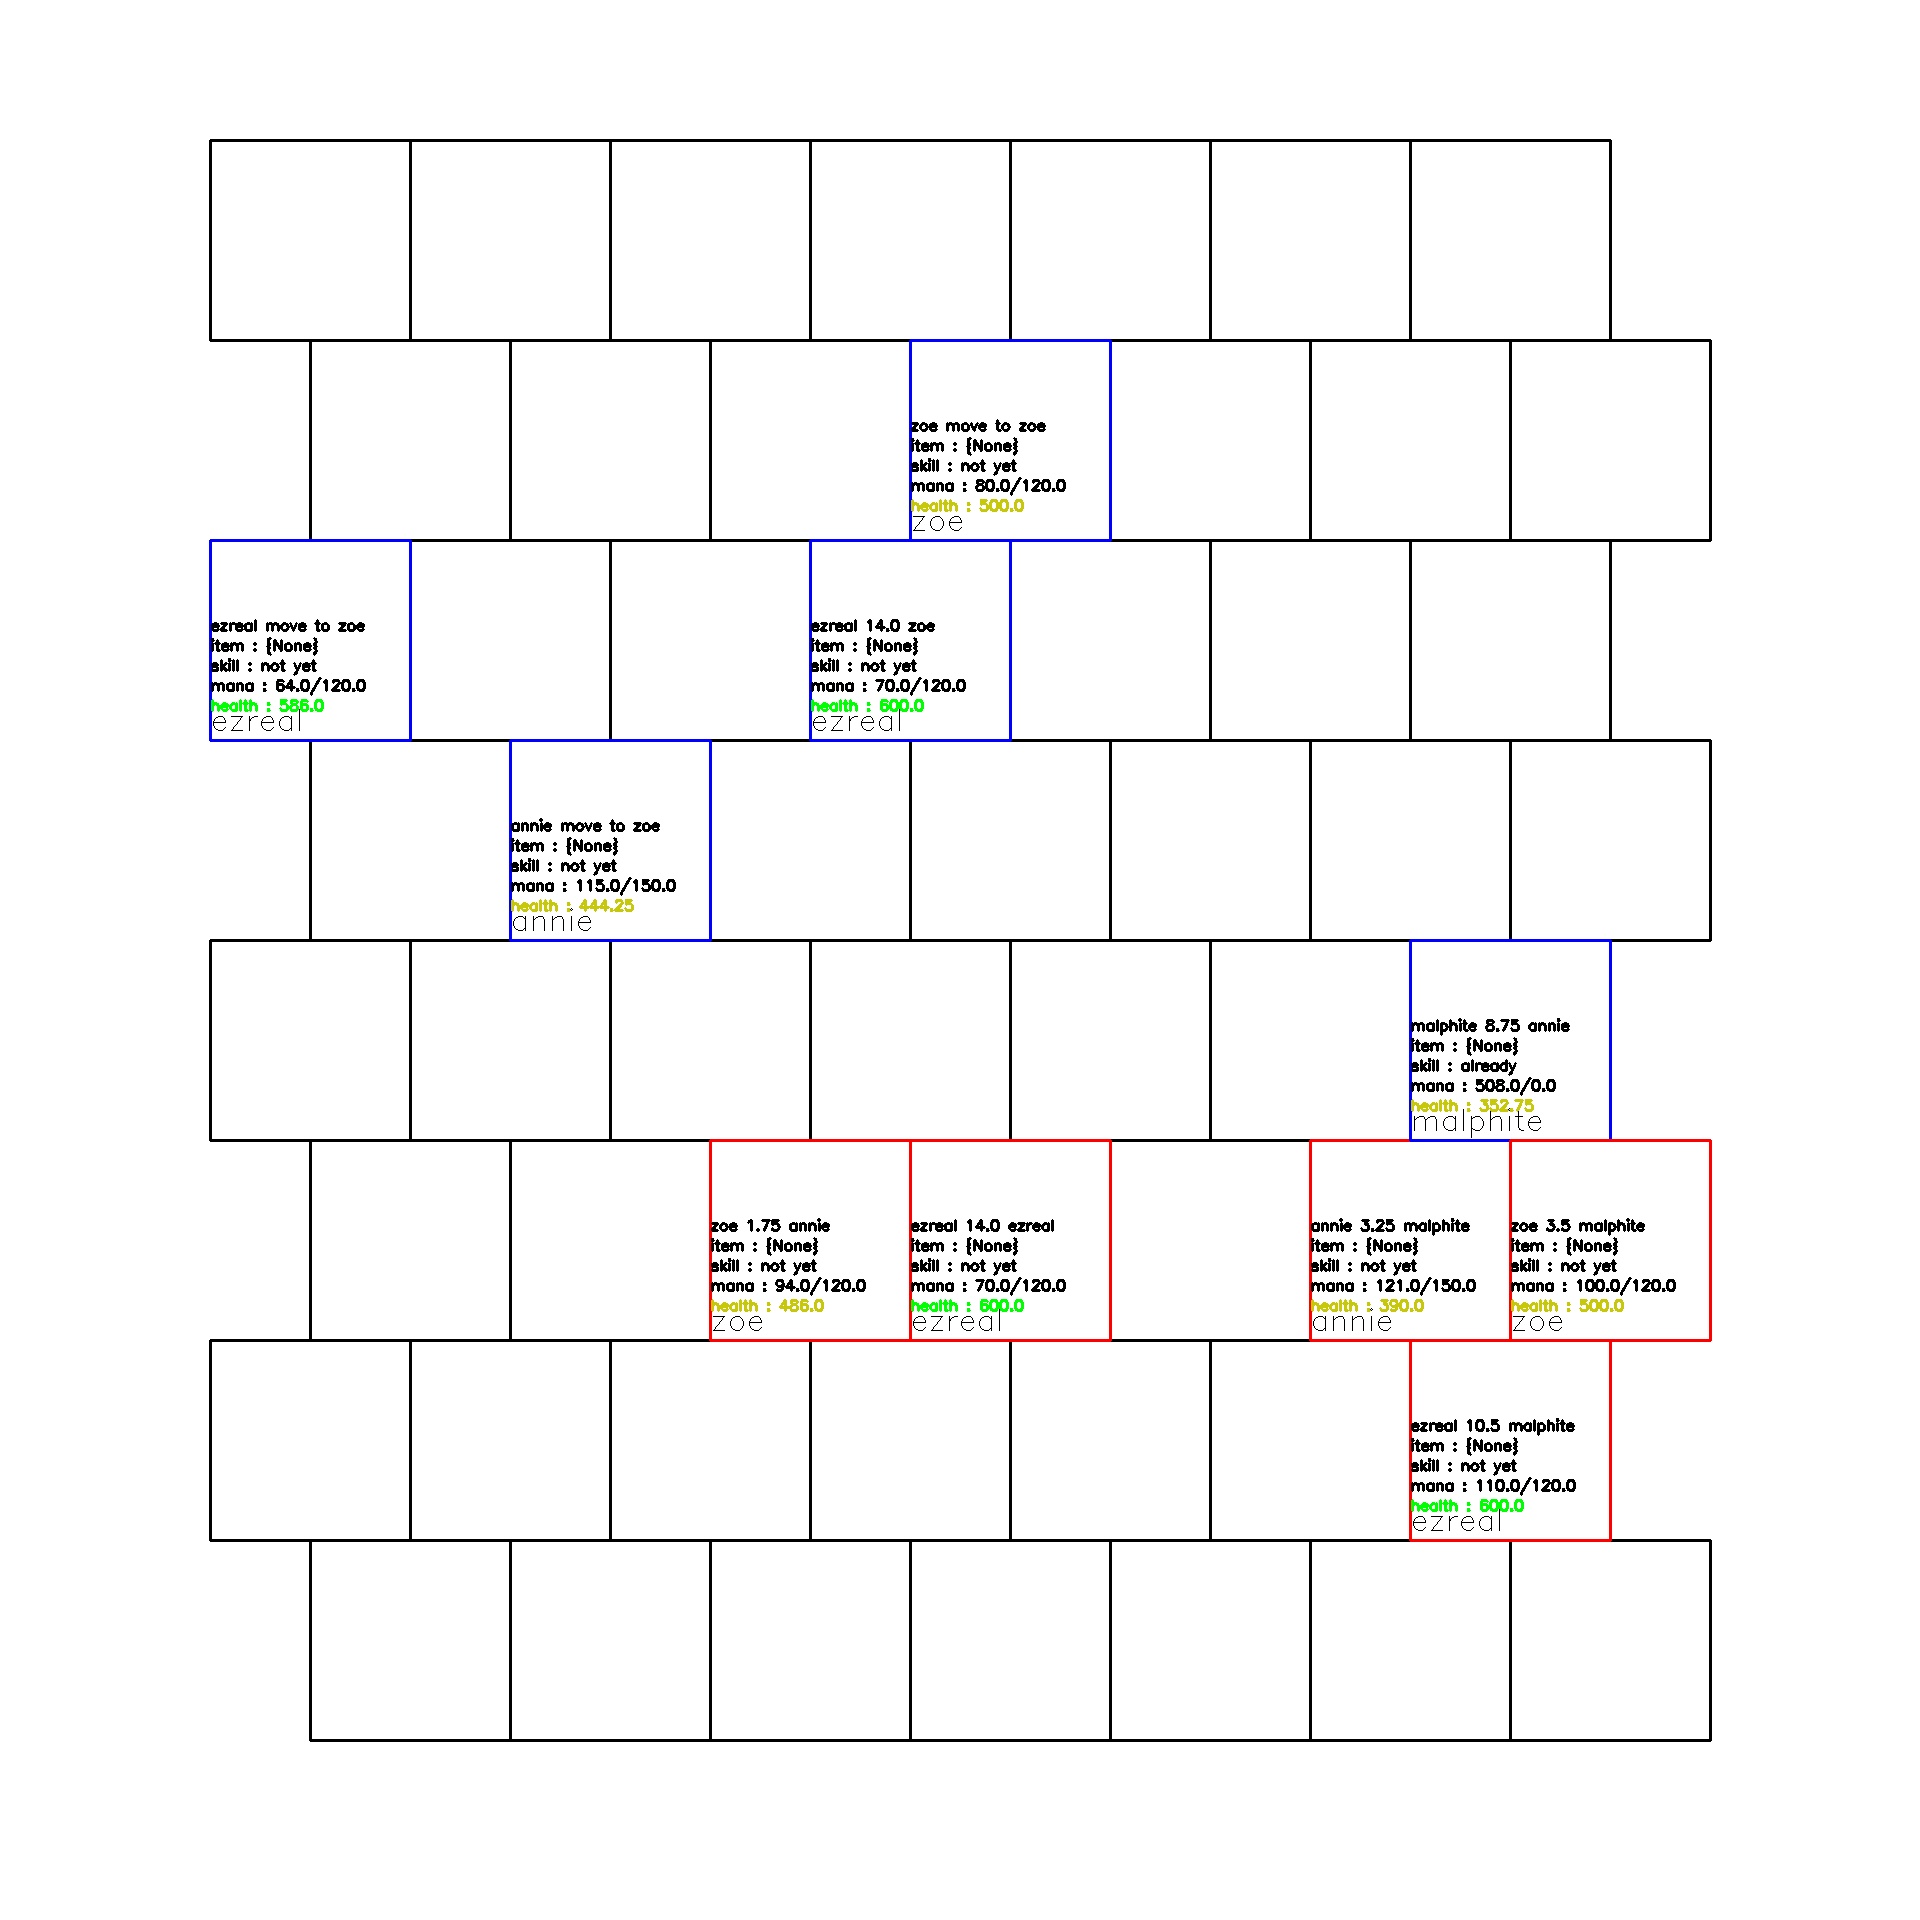 zoe move to zoe
item : {None}
skill : not yet
mana : 80.0/120.0
health : 500.0
zoe
ezreal move to zoe
item : {None}
skill : not yet
mana : 64.0/120.0
health : 586.0
ezreal
ezreal 14.0 zoe
item : {None}
skill : not yet
mana : 70.0/120.0
health : 600.0
ezreal
annie move to zoe
item : {None}
skill : not yet
mana : 115.0/150.0
health : 444.25
annie
malphite 8.75 annie
item : {None}
skill : already
mana : 508.0/0.0
health : 352.75
malphite
zoe 1.75 annie
item : {None}
skill : not yet
mana : 94.0/120.0
health : 486.0
zoe
ezreal 14.0 ezreal
item : {None}
skill : not yet
mana : 70.0/120.0
health : 600.0
ezreal
annie 3.25 malphite
item : {None}
skill : not yet
mana : 121.0/150.0
health : 390.0
annie
zoe 3.5 malphite
item : {None}
skill : not yet
mana : 100.0/120.0
health : 500.0
zoe
ezreal 10.5 malphite
item : {None}
skill : not yet
mana : 110.0/120.0
health : 600.0
ezreal